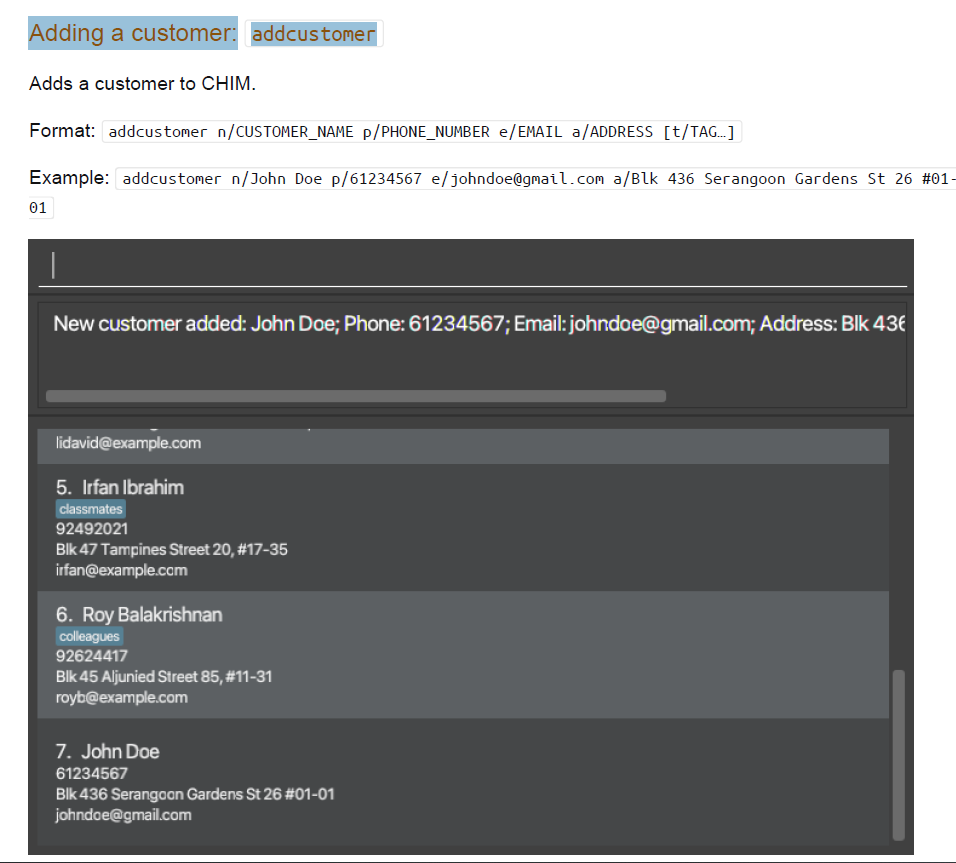 Adding a customer: addcustomer
Adds a customer to CHIM.
Format: addcustomer n/CUSTOMER_NAME p/PHONE_NUMBER e/EMAIL a/ADDRESS [t/TAG…]
Example: addcustomer n/John Doe p/61234567 e/johndoe@gmail.com a/Blk 436 Serangoon Gardens St 26 #01-
01
New customer added: John Doe; Phone: 61234567; Email: johndoe@gmail.com; Address: Blk 436
lidavid@example.com
5. Irfan Ibrahim
classmates
92492021
Blk 47 Tampines Street 20, #17-35
irfan@example.com
6. Roy Balakrishnan
colleagues
92624417
Blk 45 Aljunied Street 85, #11-31
royb@example.com
7. John Doe
61234567
Blk 436 Serangoon Gardens St 26 #01-01
johndoe@gmail.com